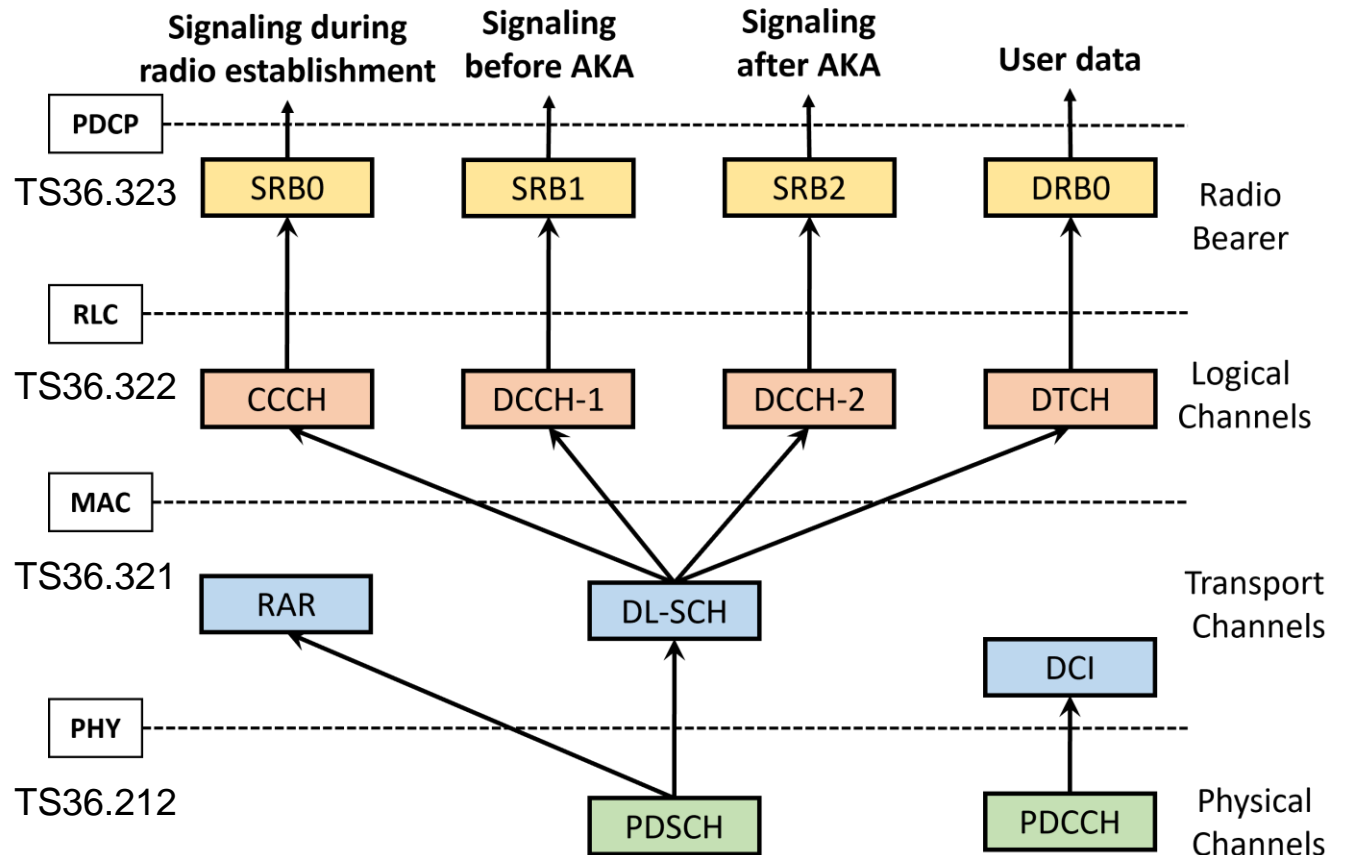 Signaling during
radio establishment
Signaling
before AKA
Signaling
after AKA
User data
PDCP
TS36.323
SRB0
SRB1
SRB2
DRB0
Radio
Bearer
RLC
TS36.322
CCCH
DCCH-1
DCCH-2
DTCH
Logical
Channels
MAC
TS36.321
RAR
DL-SCH
DCI
Transport
Channels
PHY
TS36.212
PDSCH
PDCCH
Physical
Channels